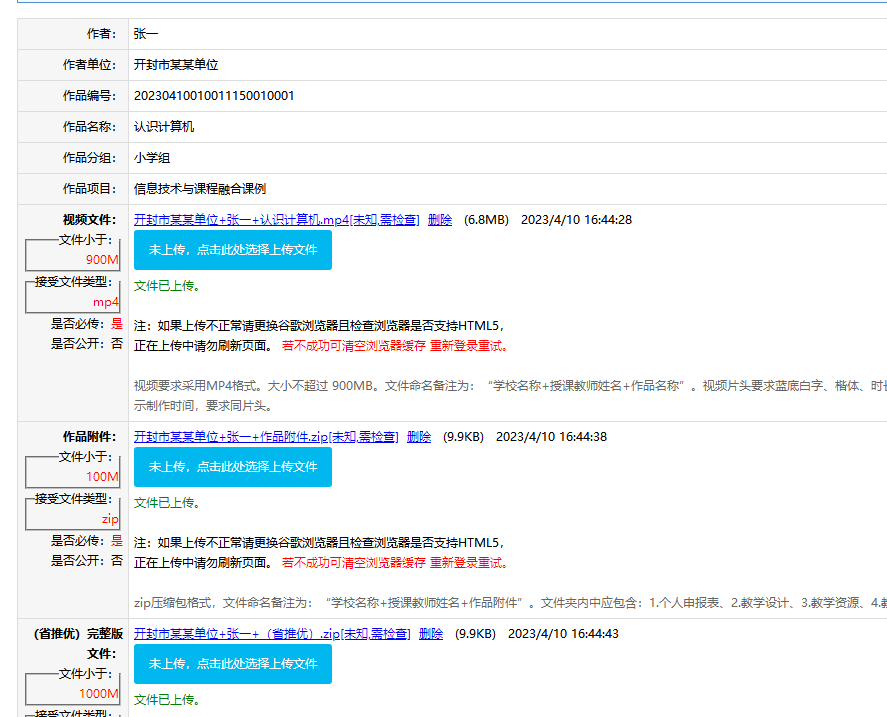 作者： 张一
作者单位： 开封市某某单位
作品编号： 20230410010011150010001
作品名称： 认识计算机
作品分组： 小学组
作品项目： 信息技术与课程融合课例
视频文件： 开封市某某单位+张一+认识计算机.mp4[未知,需检查] 删除 (6.8MB) 2023/4/10 16:44:28
文件小于：
900M
未上传，点击此处选择上传文件
接受文件类型：
mp4
文件已上传。
是否必传：是
是否公开：否
注：如果上传不正常请更换谷歌浏览器且检查浏览器是否支持HTML5，
正在上传中请勿刷新页面。 若不成功可清空浏览器缓存 重新登录重试。
视频要求采用MP4格式。大小不超过 900MB。文件命名备注为：“学校名称+授课教师姓名+作品名称”。视频片头要求蓝底白字、楷体、时
示制作时间，要求同片头。
作品附件： 开封市某某单位+张一+作品附件.zip[未知,需检查] 删除 (9.9KB) 2023/4/10 16:44:38
文件小于：
100M
未上传，点击此处选择上传文件
接受文件类型：
zip
文件已上传。
是否必传：是
是否公开：否
注：如果上传不正常请更换谷歌浏览器且检查浏览器是否支持HTML5，
正在上传中请勿刷新页面。 若不成功可清空浏览器缓存 重新登录重试。
zip压缩包格式，文件命名备注为：“学校名称+授课教师姓名+作品附件”。文件夹内中应包含：1.个人申报表、2.教学设计、3.教学资源、4.
（省推优）完整版
文件：
开封市某某单位+张一+（省推优）.zip[未知,需检查] 删除 (9.9KB) 2023/4/10 16:44:43
文件小于：
1000M
未上传，点击此处选择上传文件
文件已上传。
接受文件类型：